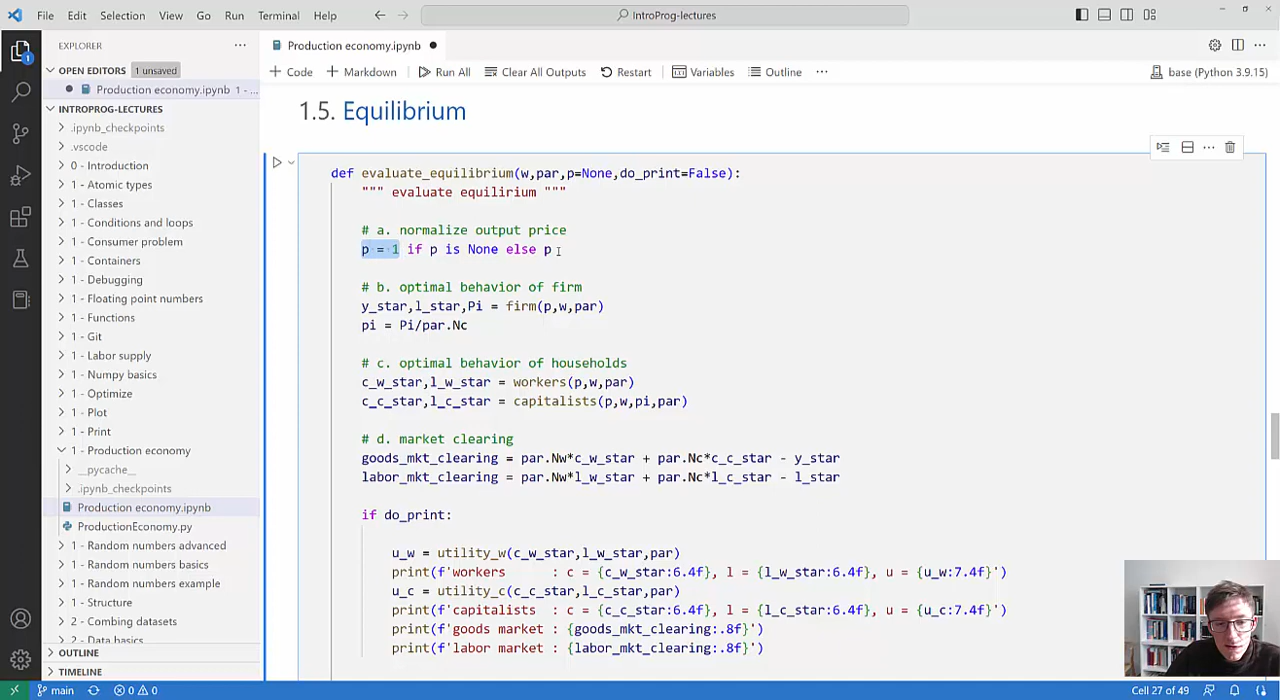 File Edit Selection View Go Run Terminal Help IntroProg-lectures
EXPLORER
OPEN EDITORS 1 unsaved
Production economy.ipynb 1 - ...
INTROPROG-LECTURES
.ipynb_checkpoints
.vscode
0 - Introduction
1 - Atomic types
1 - Classes
1 - Conditions and loops
1 - Consumer problem
1 - Containers
1 - Debugging
1 - Floating point numbers
1 - Functions
1 - Git
1 - Labor supply
1 - Numpy basics
1 - Optimize
1 - Plot
1 - Print
1 - Production economy
__pycache__
.ipynb_checkpoints
Production economy.ipynb
ProductionEconomy.py
1 - Random numbers advanced
1 - Random numbers basics
1 - Random numbers example
1 - Structure
2 - Combing datasets
2 - Data basics
OUTLINE
TIMELINE
Production economy.ipynb
+ Code + Markdown Run All Clear All Outputs Restart Variables Outline ... base (Python 3.9.15)
1.5. Equilibrium
def evaluate_equilibrium(w,par,p=None,do_print=False):
""" evaluate equilirium """
# a. normalize output price
p = 1 if p is None else p
# b. optimal behavior of firm
y_star,l_star,Pi = firm(p,w,par)
pi = Pi/par.Nc
# c. optimal behavior of households
c_w_star,l_w_star = workers(p,w,par)
c_c_star,l_c_star = capitalists(p,w,pi,par)
# d. market clearing
goods_mkt_clearing = par.Nw*c_w_star + par.Nc*c_c_star - y_star
labor_mkt_clearing = par.Nw*l_w_star + par.Nc*l_c_star - l_star
if do_print:
u_w = utility_w(c_w_star,l_w_star,par)
print(f'workers : c = {c_w_star:6.4f}, l = {l_w_star:6.4f}, u = {u_w:7.4f}')
u_c = utility_c(c_c_star,l_c_star,par)
print(f'capitalists : c = {c_c_star:6.4f}, l = {l_c_star:6.4f}, u = {u_c:7.4f}')
print(f'goods market : {goods_mkt_clearing:.8f}')
print(f'labor market : {labor_mkt_clearing:.8f}')
main 0 0 Cell 27 of 49